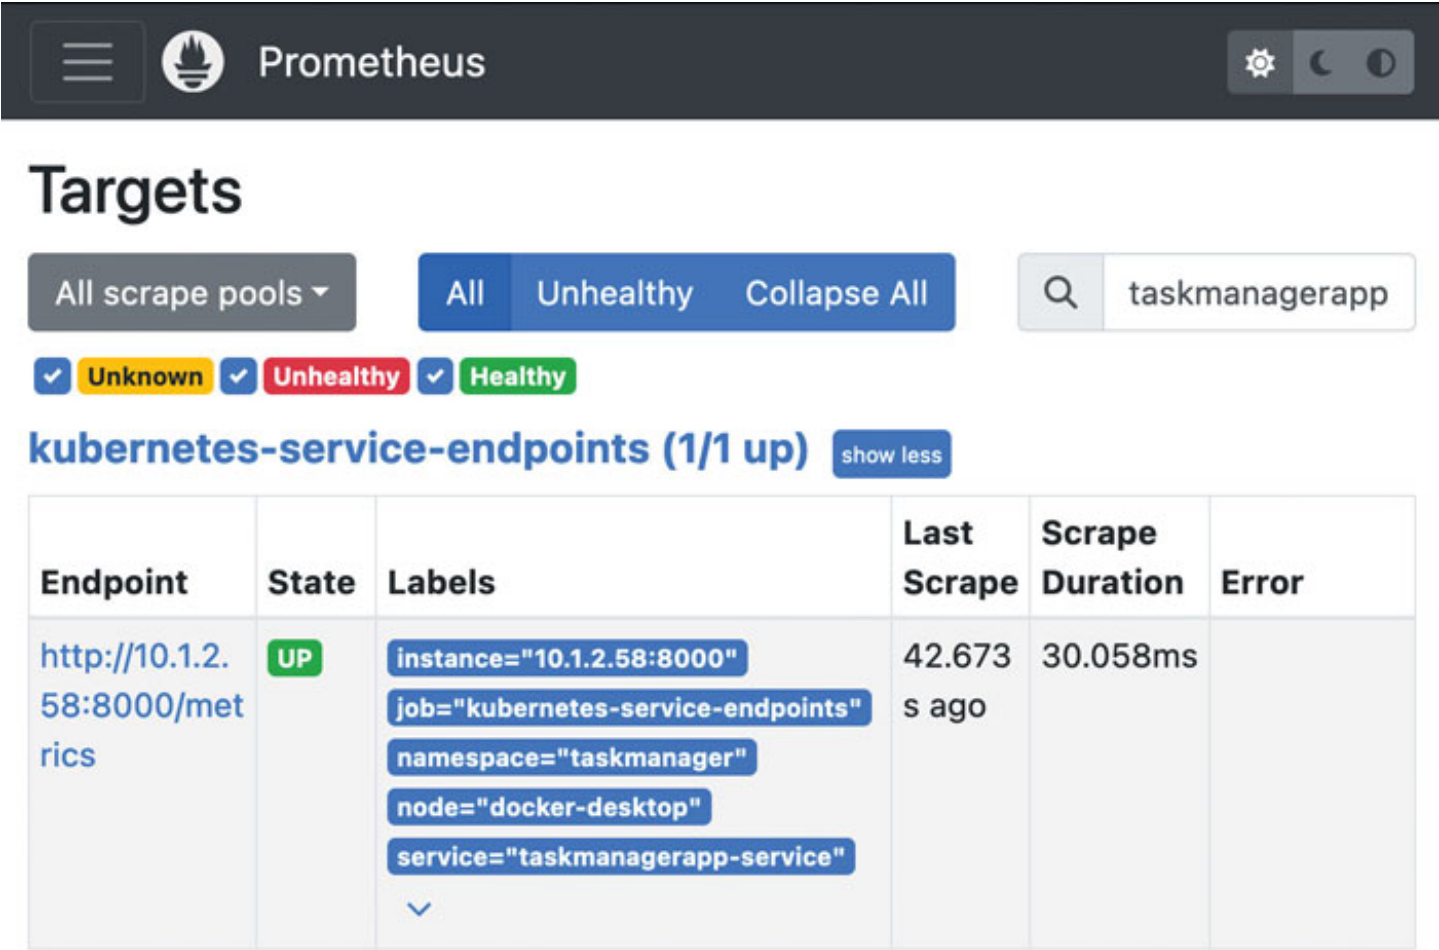 Prometheus
Targets
All scrape pools
All Unhealthy Collapse All
taskmanagerapp
Unknown Unhealthy Healthy
kubernetes-service-endpoints (1/1 up) show less
Endpoint State Labels Last Scrape Scrape Duration Error
http://10.1.2.
58:8000/met
rics
UP
instance="10.1.2.58:8000"
job="kubernetes-service-endpoints"
namespace="taskmanager"
node="docker-desktop"
service="taskmanagerapp-service"
42.673
s ago
30.058ms